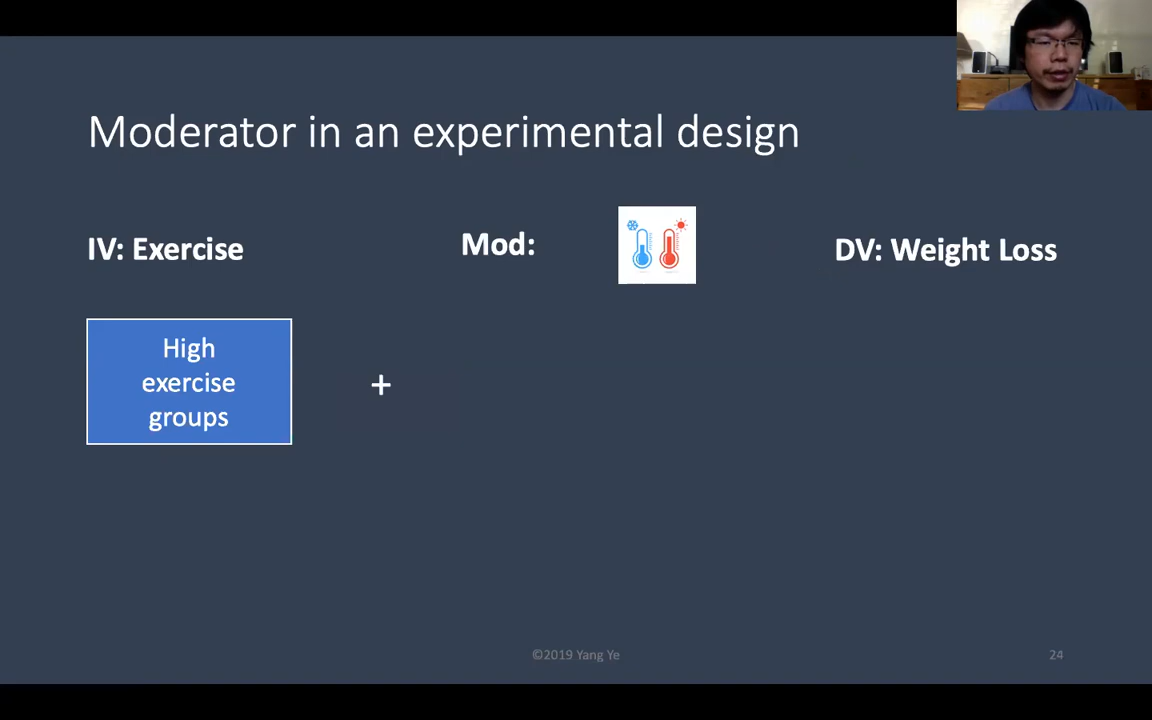 Moderator in an experimental design
IV: Exercise
Mod:
DV: Weight Loss
High
exercise
groups
+
©2019 Yang Ye
24